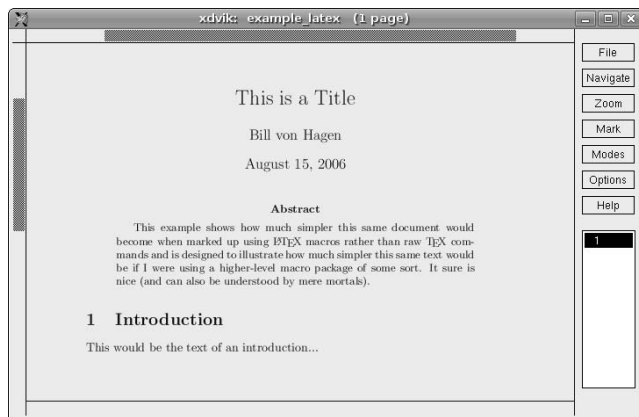 xdvik: example_latex (1 page)
File
Navigate
Zoom
Mark
Modes
Options
Help
1
This is a Title
Bill von Hagen
August 15, 2006
Abstract
This example shows how much simpler this same document would
become when marked up using LATEX macros rather than raw TEX com-
mands and is designed to illustrate how much simpler this same text would
be if I were using a higher-level macro package of some sort. It sure is
nice (and can also be understood by mere mortals).
1 Introduction
This would be the text of an introduction...